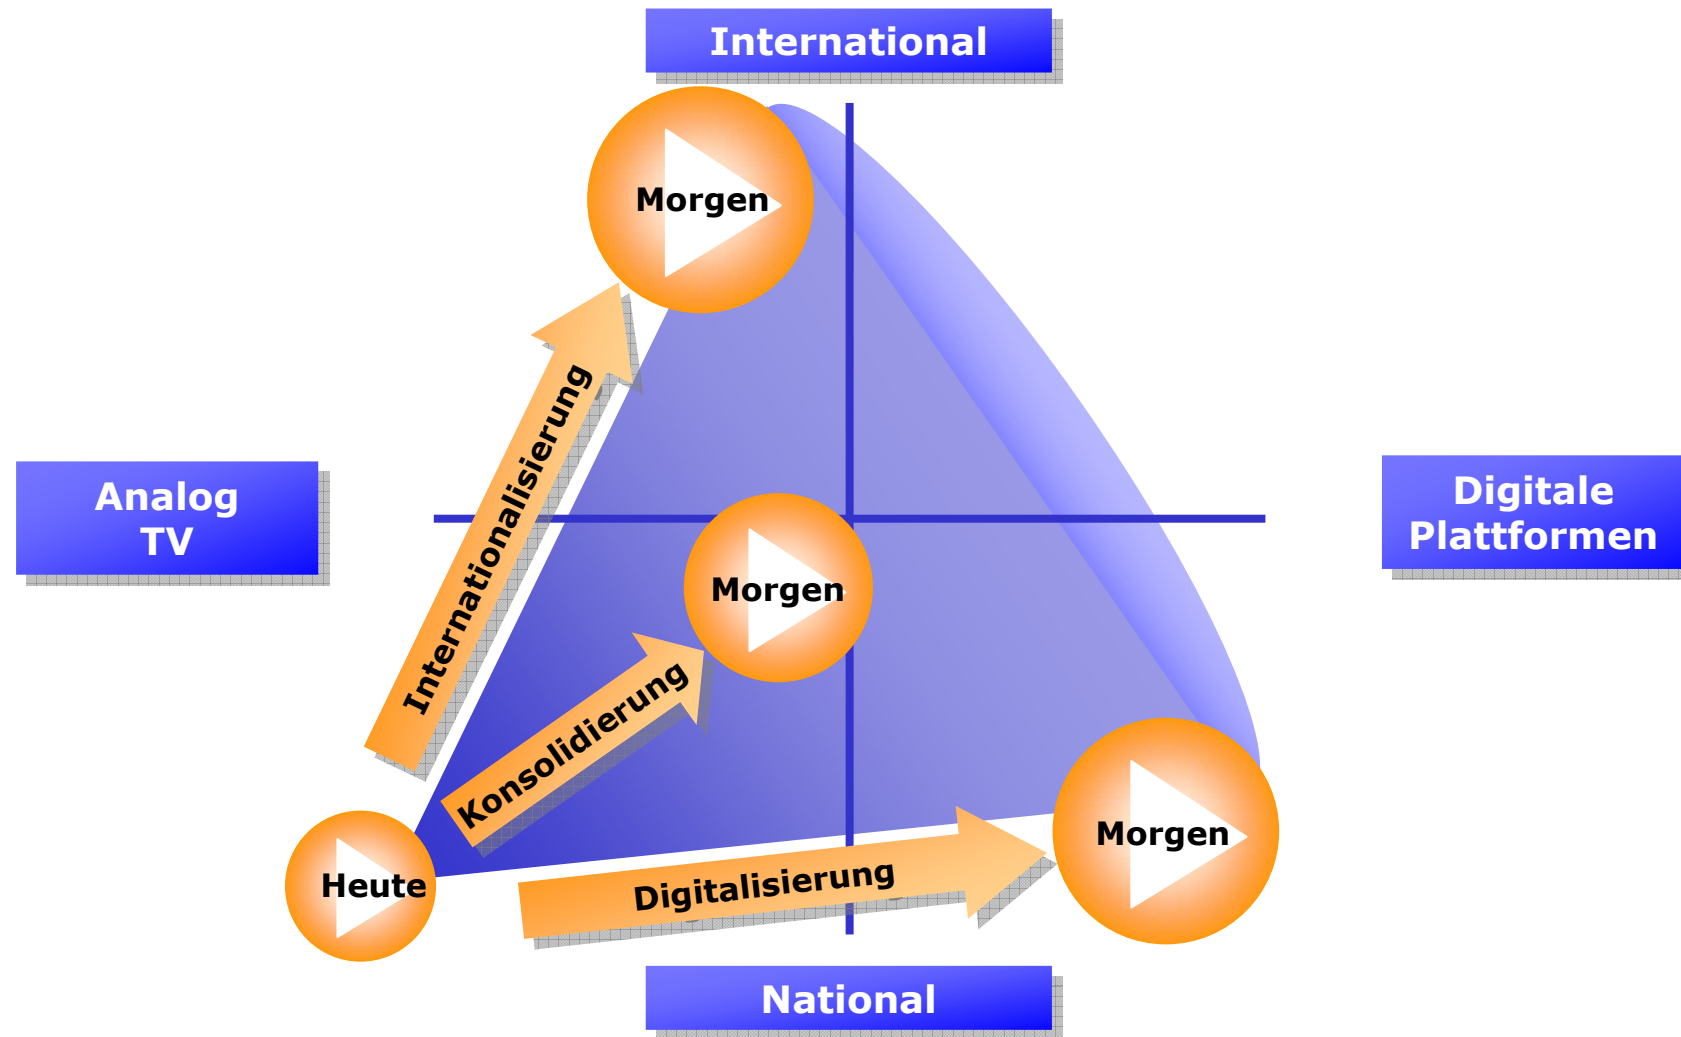 International
Morgen
Internationalisierung
Analog
TV
Digitale
Plattformen
Morgen
Konsolidierung
Morgen
Heute
Digitalisierung
National